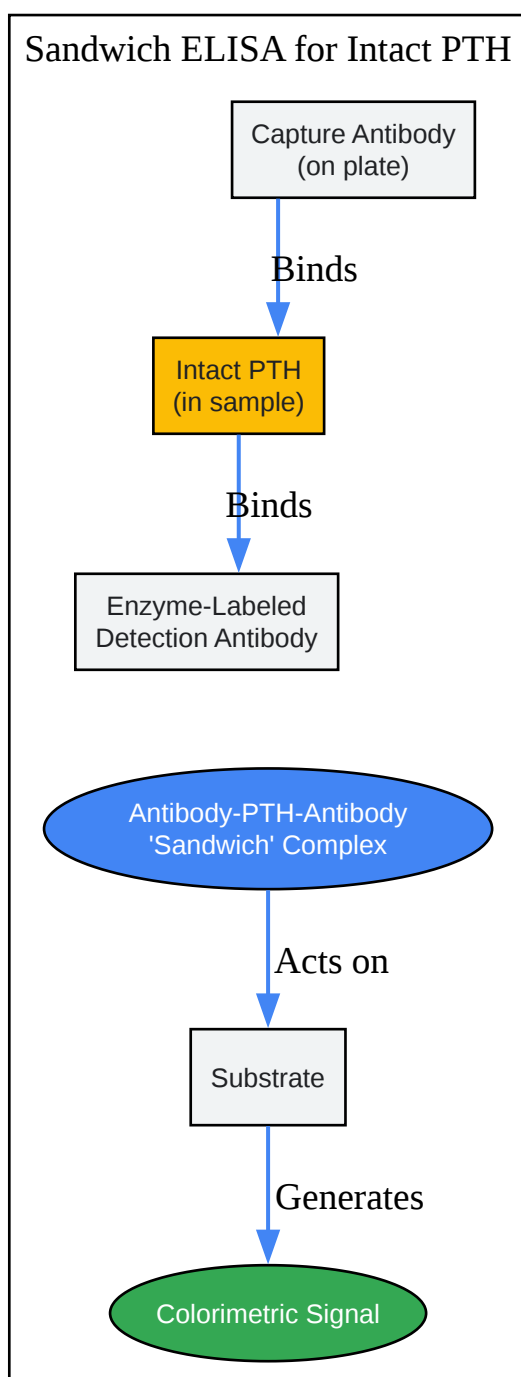 Sandwich ELISA for Intact PTH
Capture Antibody
(on plate)
Binds
Intact PTH
(in sample)
Binds
Enzyme-Labeled
Detection Antibody
Antibody-PTH-Antibody
'Sandwich' Complex
Acts on
Substrate
Generates
Colorimetric Signal